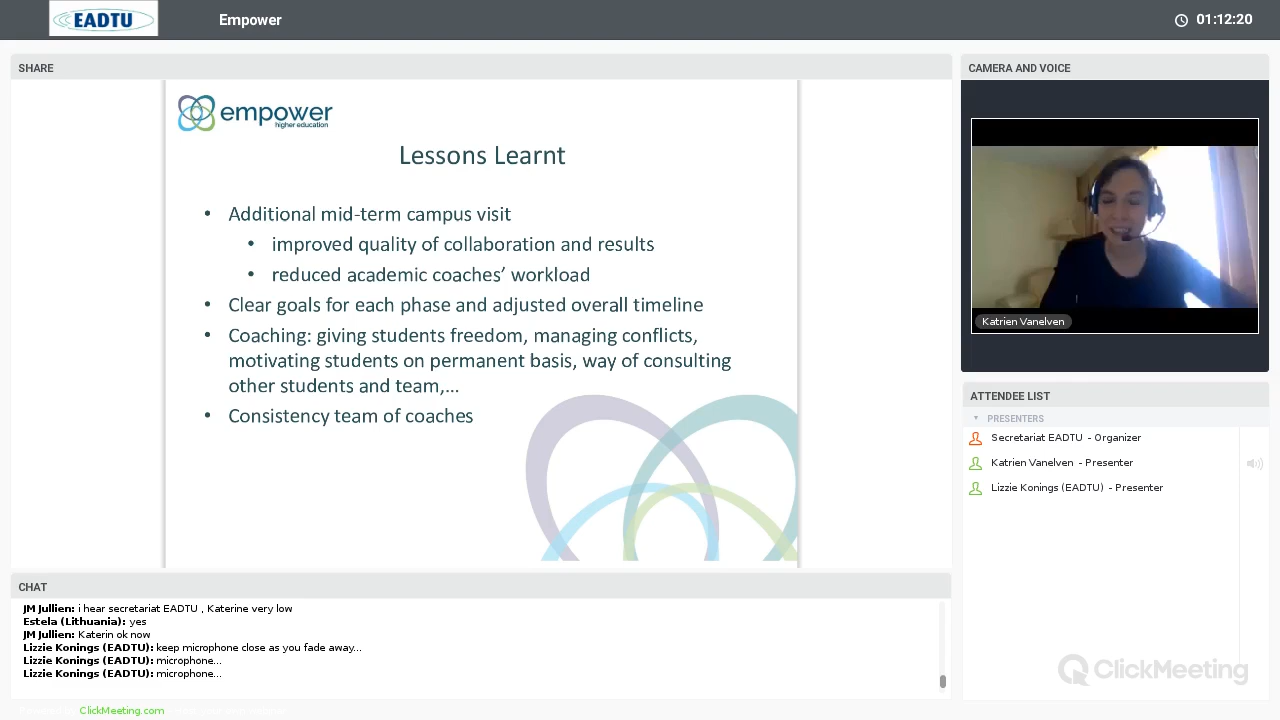 EADTU
Empower
01:12:20
SHARE
empower
higher education
Lessons Learnt
• Additional mid-term campus visit
• improved quality of collaboration and results
• reduced academic coaches’ workload
• Clear goals for each phase and adjusted overall timeline
• Coaching: giving students freedom, managing conflicts,
motivating students on permanent basis, way of consulting
other students and team,...
• Consistency team of coaches
CAMERA AND VOICE
Katrien Vanelven
ATTENDEE LIST
PRESENTERS
Secretariat EADTU - Organizer
Katrien Vanelven - Presenter
Lizzie Konings (EADTU) - Presenter
CHAT
JM Jullien: i hear secretariat EADTU , Katerine very low
Estela (Lithuania): yes
JM Jullien: Katerin ok now
Lizzie Konings (EADTU): keep microphone close as you fade away...
Lizzie Konings (EADTU): microphone...
Lizzie Konings (EADTU): microphone...
ClickMeeting
ClickMeeting.com